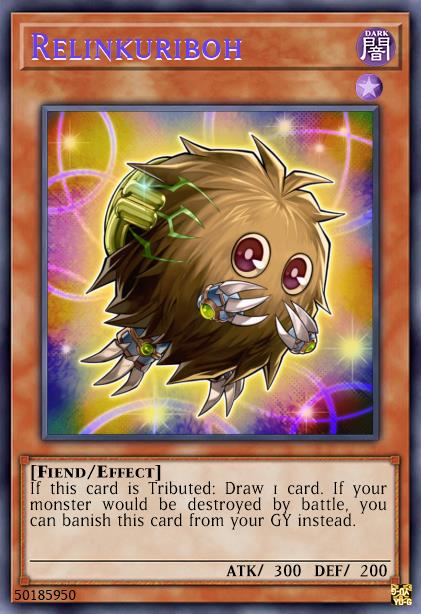 Relinkuriboh
DARK
闇
[Fiend/Effect]
If this card is Tributed: Draw 1 card. If your
monster would be destroyed by battle, you
can banish this card from your GY instead.
ATK/ 300 DEF/ 200
50185950